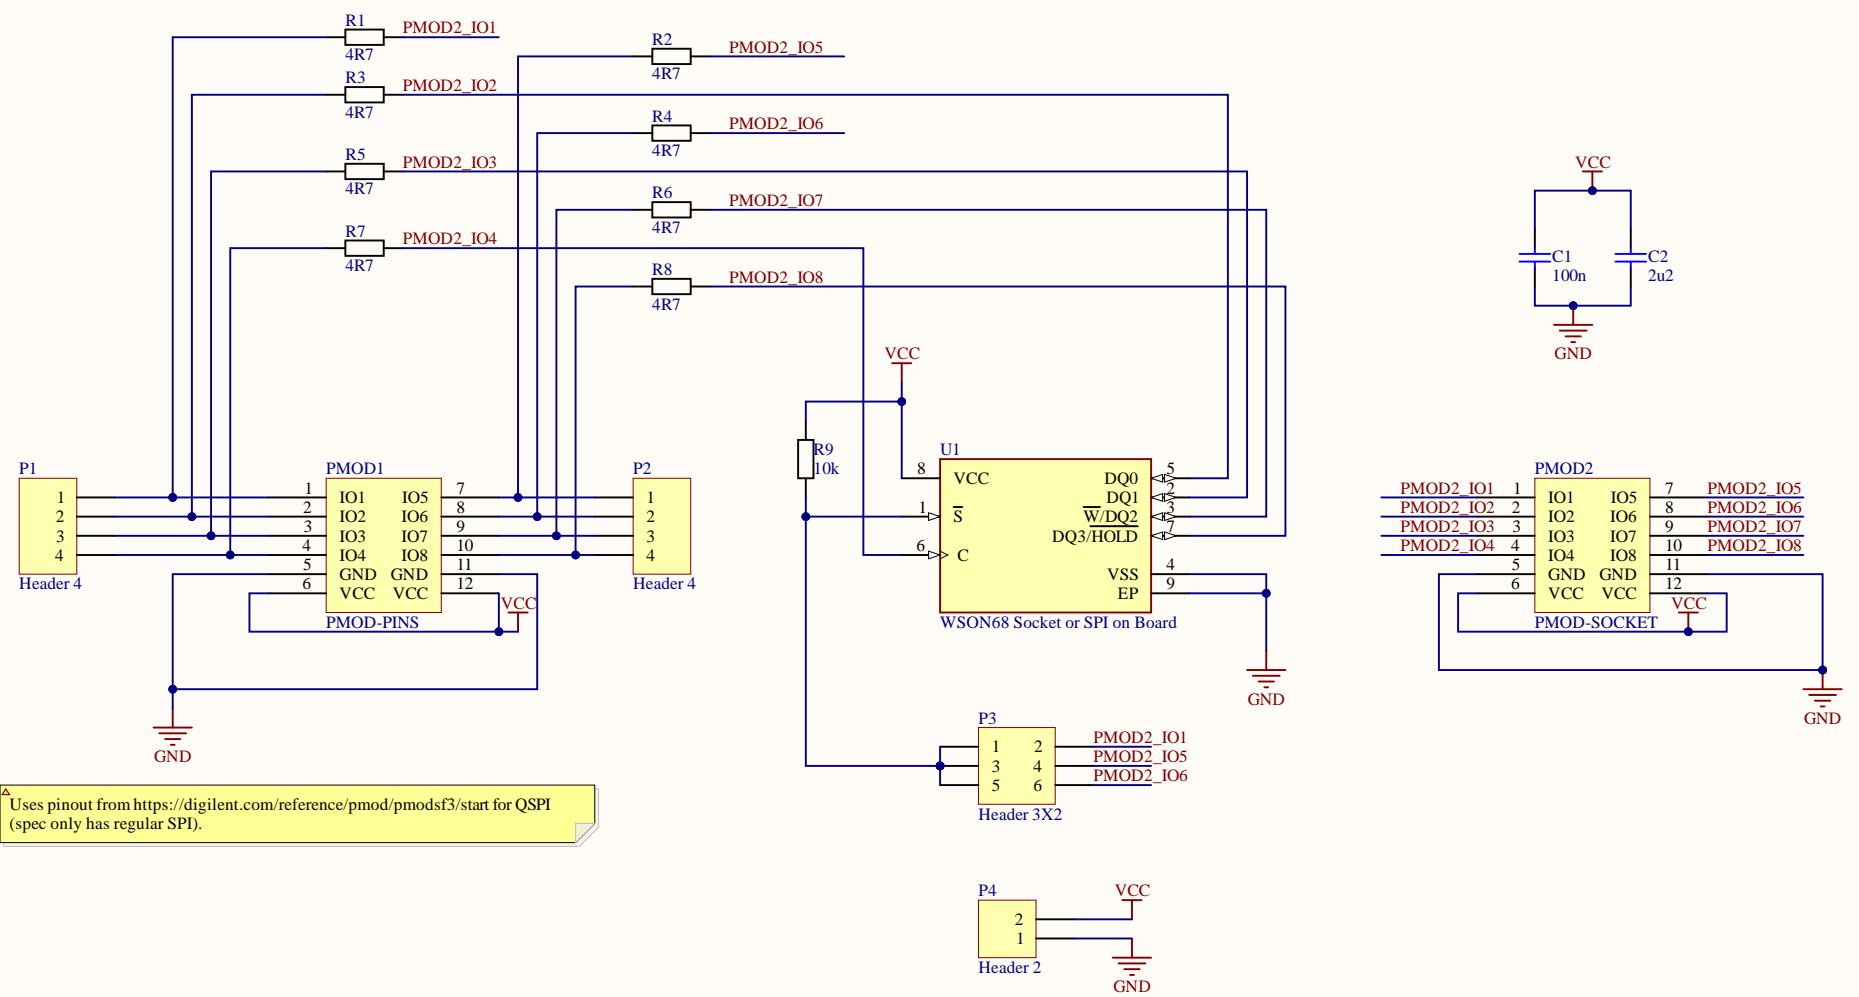 R1
PMOD2_IO1
4R7
R2
PMOD2_IO5
4R7
R3
PMOD2_IO2
4R7
R4
PMOD2_IO6
4R7
R5
PMOD2_IO3
4R7
R6
PMOD2_IO7
4R7
R7
PMOD2_IO4
4R7
R8
PMOD2_IO8
4R7
VCC
C1
100n
C2
2u2
GND
P1
1
2
3
4
Header 4
PMOD1
1 IO1 IO5 7
2 IO2 IO6 8
3 IO3 IO7 9
4 IO4 IO8 10
5 GND GND 11
6 VCC VCC 12
PMOD-PINS
VCC
GND
P2
1
2
3
4
Header 4
VCC
R9
10k
U1
8 VCC DQ0 5
DQ1 2
1 S W/DQ2 3
DQ3/HOLD 7
6 C
VSS 4
EP 9
WSON68 Socket or SPI on Board
GND
PMOD2
PMOD2_IO1 1 IO1 IO5 7 PMOD2_IO5
PMOD2_IO2 2 IO2 IO6 8 PMOD2_IO6
PMOD2_IO3 3 IO3 IO7 9 PMOD2_IO7
PMOD2_IO4 4 IO4 IO8 10 PMOD2_IO8
5 GND GND 11
6 VCC VCC 12
VCC
PMOD-SOCKET
GND
P3
1 2 PMOD2_IO1
3 4 PMOD2_IO5
5 6 PMOD2_IO6
Header 3X2
Uses pinout from https://digilent.com/reference/pmod/pmodsf3/start for QSPI
(spec only has regular SPI).
P4
VCC
2
1
Header 2
GND